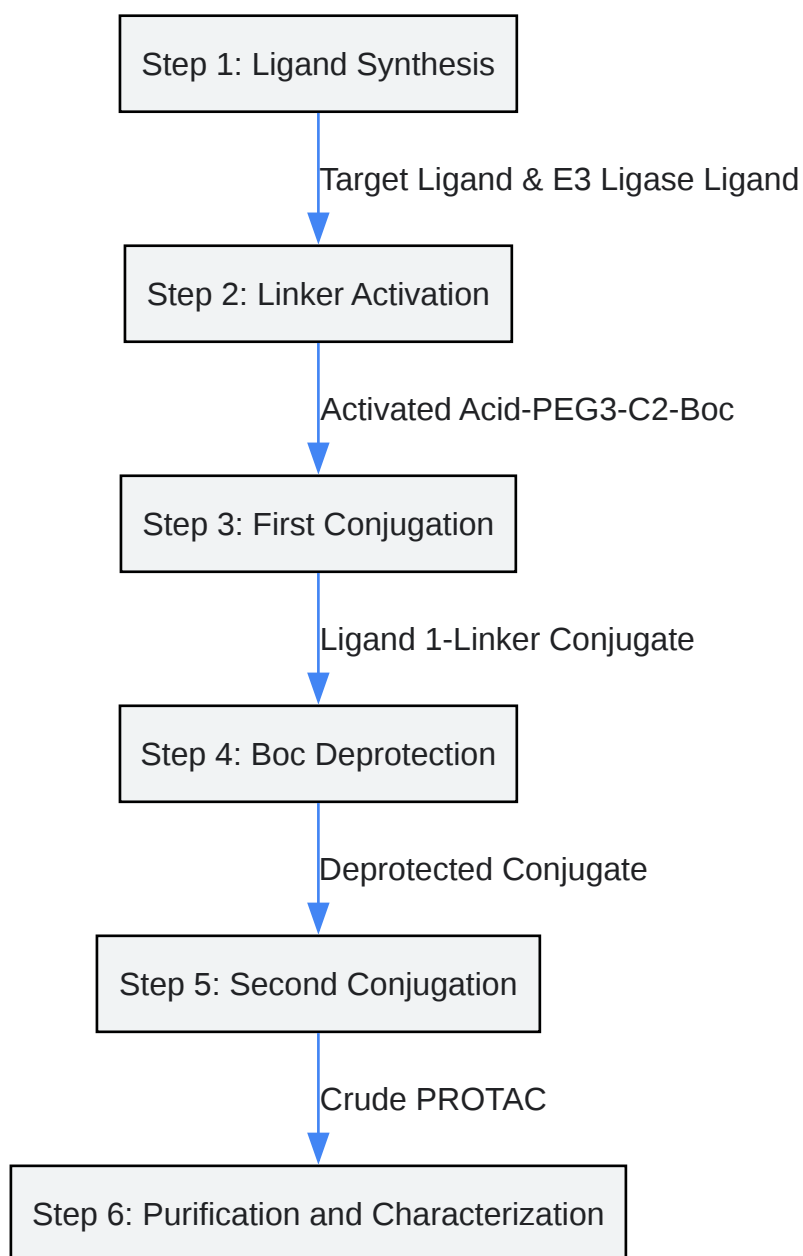 Step 1: Ligand Synthesis
Target Ligand & E3 Ligase Ligand
Step 2: Linker Activation
Activated Acid-PEG3-C2-Boc
Step 3: First Conjugation
Ligand 1-Linker Conjugate
Step 4: Boc Deprotection
Deprotected Conjugate
Step 5: Second Conjugation
Crude PROTAC
Step 6: Purification and Characterization